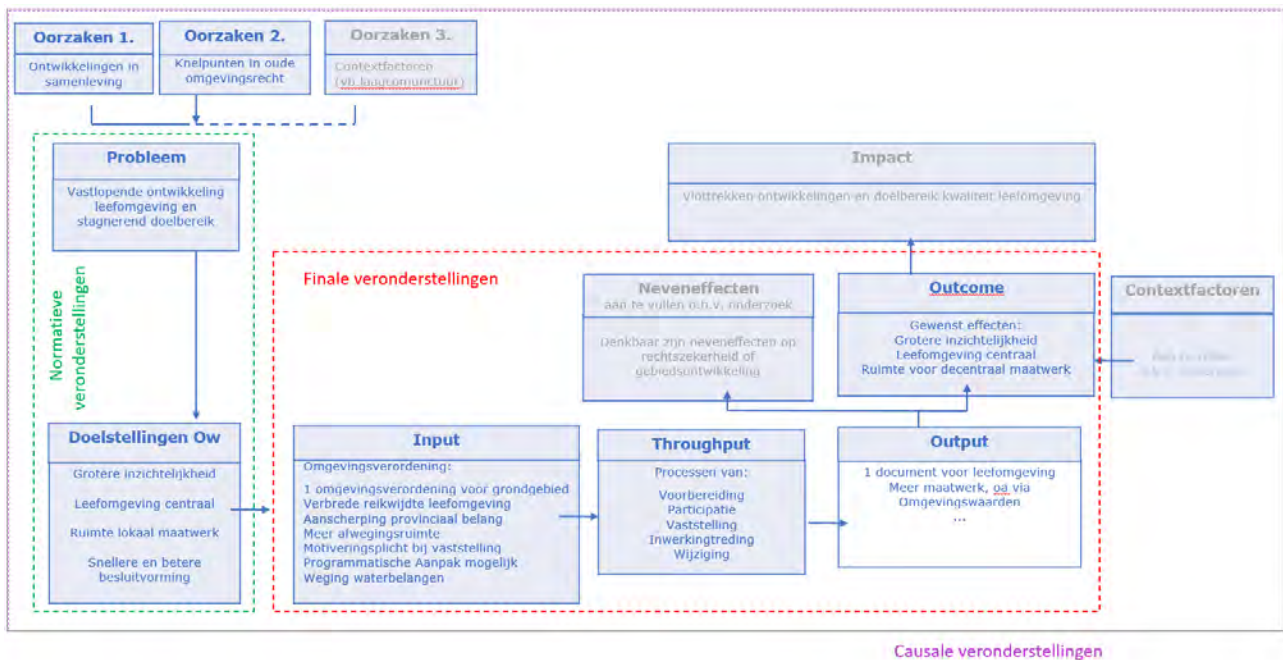 Oorzaken 1.
Ontwikkelingen in
samenleving
Oorzaken 2.
Knelpunten in oude
omgevingsrecht
Oorzaken 3.
Contextfactoren
(vb.
Probleem
Vastlopende ontwikkeling
leefomgeving en
stagnerend doelbereik
Normatieve
veronderstellingen
Doelstellingen Ow
Grotere inzichtelijkheid
Leefomgeving centraal
Ruimte lokaal maatwerk
Snellere en betere
besluitvorming
Impact
Vlottrekken ontwikkelingen en doelbereik kwaliteit leefomgeving
Finale veronderstellingen
Neveneffecten
aan te vullen o.b.v. onderzoek
Denkbaar zijn neveneffecten op
rechtszekerheid of
gebiedsontwikkeling
Outcome
Gewenst effecten:
Grotere inzichtelijkheid
Leefomgeving centraal
Ruimte voor decentraal maatwerk
Contextfactoren
Input
Omgevingsverordening:
1 omgevingsverordening voor grondgebied
Verbrede reikwijdte leefomgeving
Aanscherping provinciaal belang
Meer afwegingsruimte
Motiveringsplicht bij vaststelling
Programmatische Aanpak mogelijk
Weging waterbelangen
Throughput
Processen van:
Voorbereiding
Participatie
Vaststelling
Inwerkingtreding
Wijziging
Output
1 document voor leefomgeving
Meer maatwerk, oa via
Omgevingswaarden
...
Causale veronderstellingen